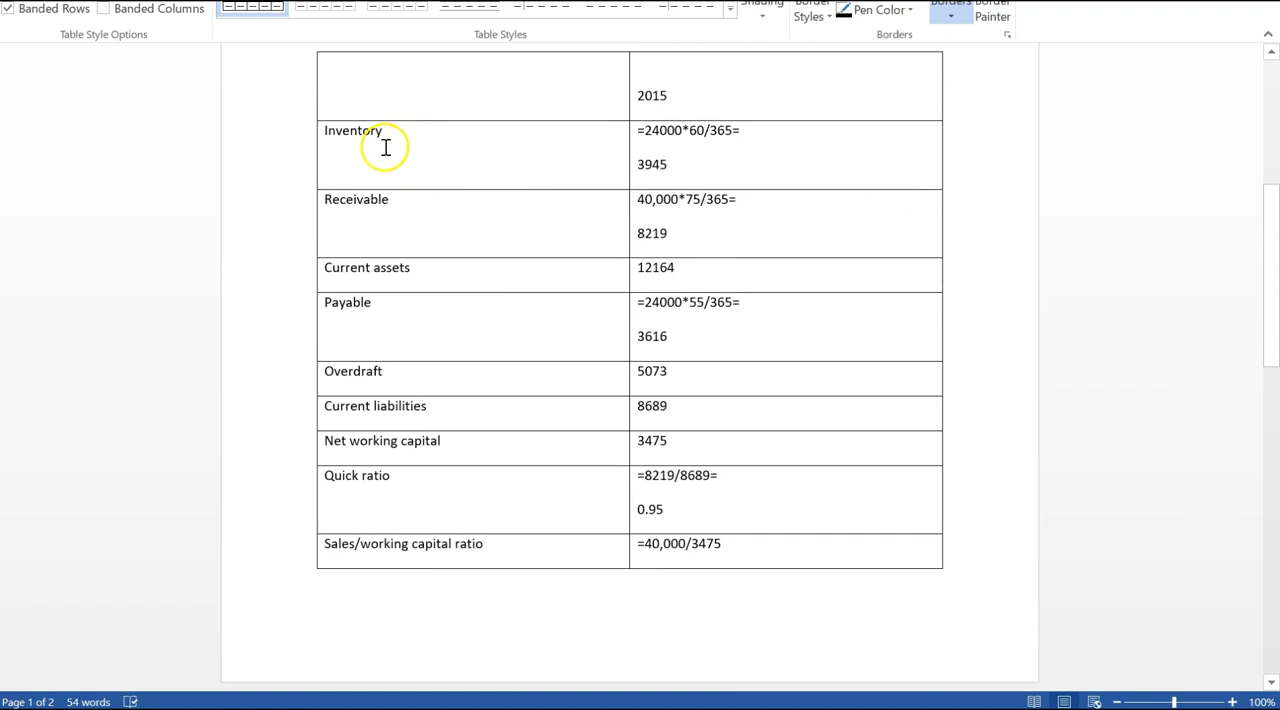 Banded Rows Banded Columns
Shading
Styles
Pen Color
Borders
Border
Painter
Table Style Options
Table Styles
Borders
2015
Inventory
=24000*60/365=
3945
Receivable
40,000*75/365=
8219
Current assets
12164
Payable
=24000*55/365=
3616
Overdraft
5073
Current liabilities
8689
Net working capital
3475
Quick ratio
=8219/8689=
0.95
Sales/working capital ratio
=40,000/3475
Page 1 of 2 54 words 100%